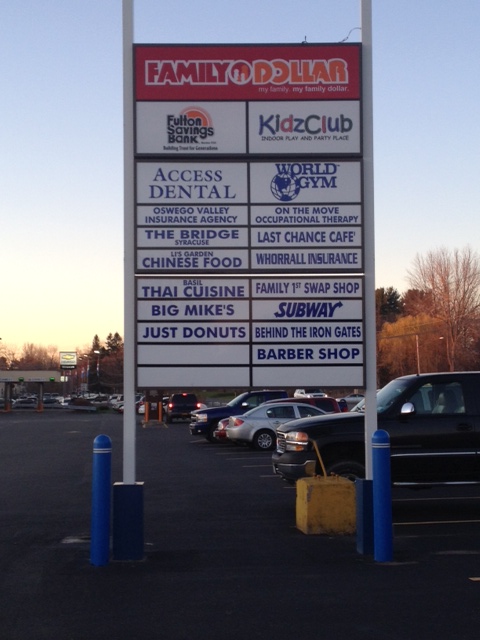 FAMILY DOLLAR
my family. my family dollar.
Fulton
Savings
Bank
Building Trust for Generations
KidzClub
INDOOR PLAY AND PARTY PLACE
ACCESS
DENTAL
WORLD
GYM
OSWEGO VALLEY
INSURANCE AGENCY
ON THE MOVE
OCCUPATIONAL THERAPY
THE BRIDGE
SYRACUSE
LAST CHANCE CAFE'
LI'S GARDEN
CHINESE FOOD
WHORRALL INSURANCE
BASIL
THAI CUISINE
FAMILY 1ST SWAP SHOP
BIG MIKE'S
SUBWAY
JUST DONUTS
BEHIND THE IRON GATES
BARBER SHOP